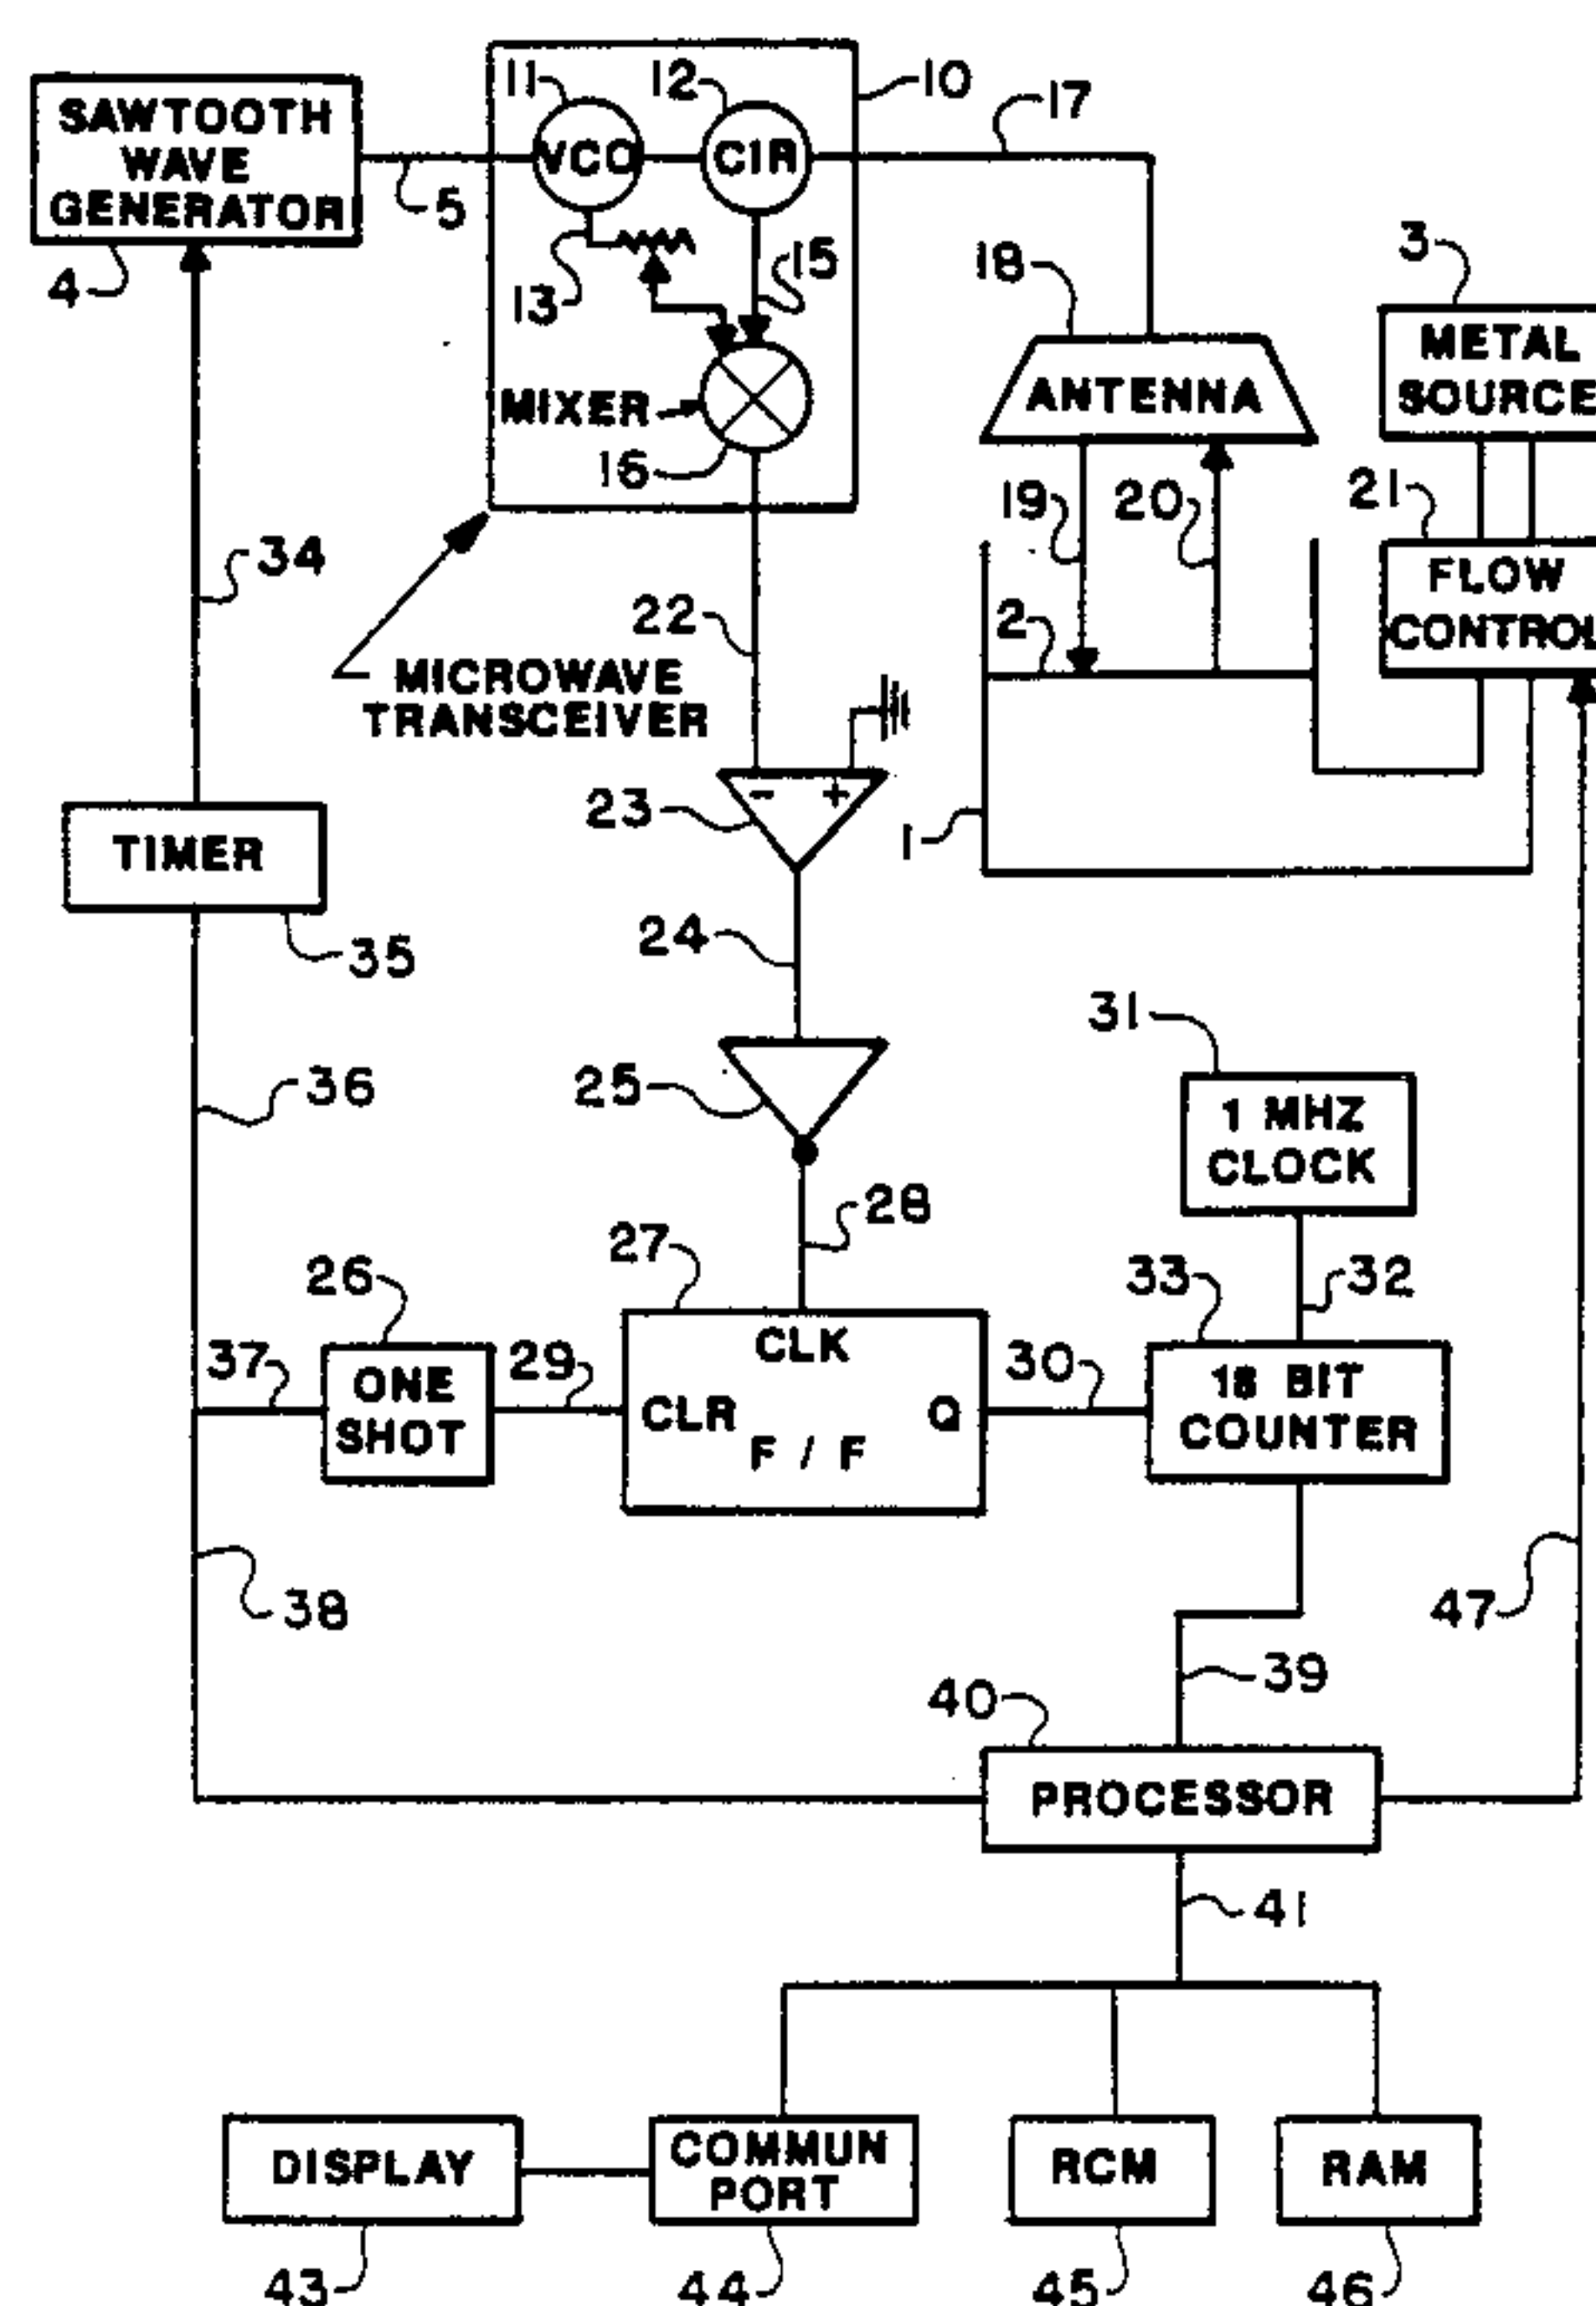 SAWTOOTH
WAVE
GENERATOR
4
5
11
VCO
12
CIR
10
17
13
15
MIXER
16
18
ANTENNA
3
METAL
SOURCE
19
20
21
FLOW
CONTROL
2
34
22
MICROWAVE
TRANSCEIVER
- +
23
1
TIMER
35
24
31
1 MHZ
CLOCK
36
25
28
27
26
33
32
37
ONE
SHOT
29
CLK
CLR
Q
F / F
30
18 BIT
COUNTER
38
47
39
40
PROCESSOR
41
DISPLAY
COMMUN
PORT
RCM
RAM
43
44
45
46